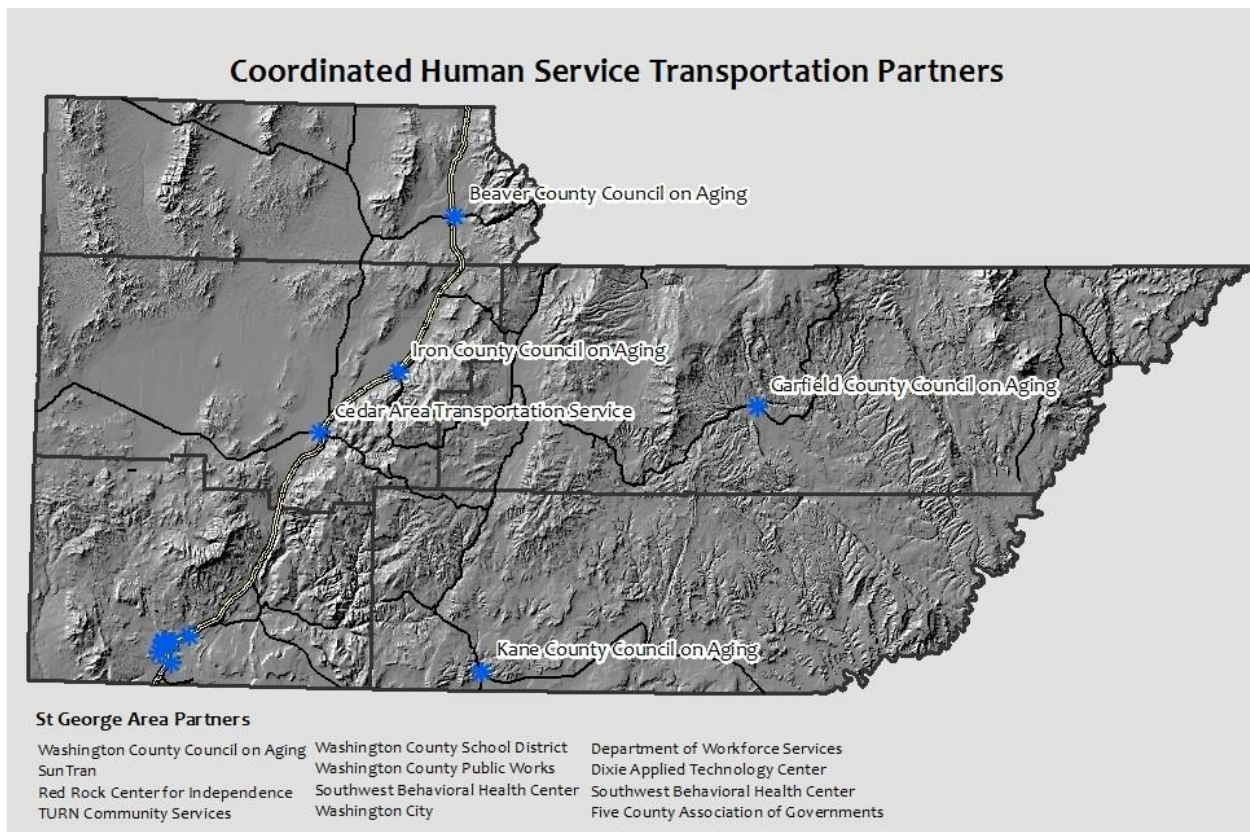 Coordinated Human Service Transportation Partners
Beaver County Council on Aging
Iron County Council on Aging
Garfield County Council on Aging
Cedar Area Transportation Service
Kane County Council on Aging
St George Area Partners
Washington County Council on Aging
SunTran
Red Rock Center for Independence
TURN Community Services
Washington County School District
Washington County Public Works
Southwest Behavioral Health Center
Washington City
Department of Workforce Services
Dixie Applied Technology Center
Southwest Behavioral Health Center
Five County Association of Governments